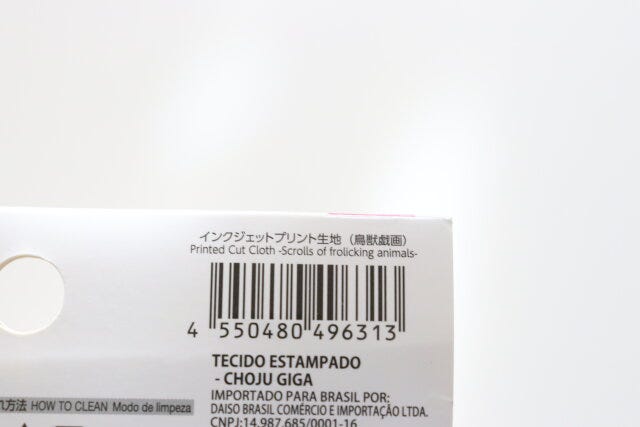 インクジェットプリント生地（鳥獣戯画）
Printed Cut Cloth -Scrolls of frolicking animals-
4 550480 496313
TECIDO ESTAMPADO
- CHOJU GIGA
IMPORTADO PARA BRASIL POR:
DAISO BRASIL COMÉRCIO E IMPORTAÇÃO LTDA.
CNPJ:14.987.685/0001-16
れ方法 HOW TO CLEAN Modo de limpeza